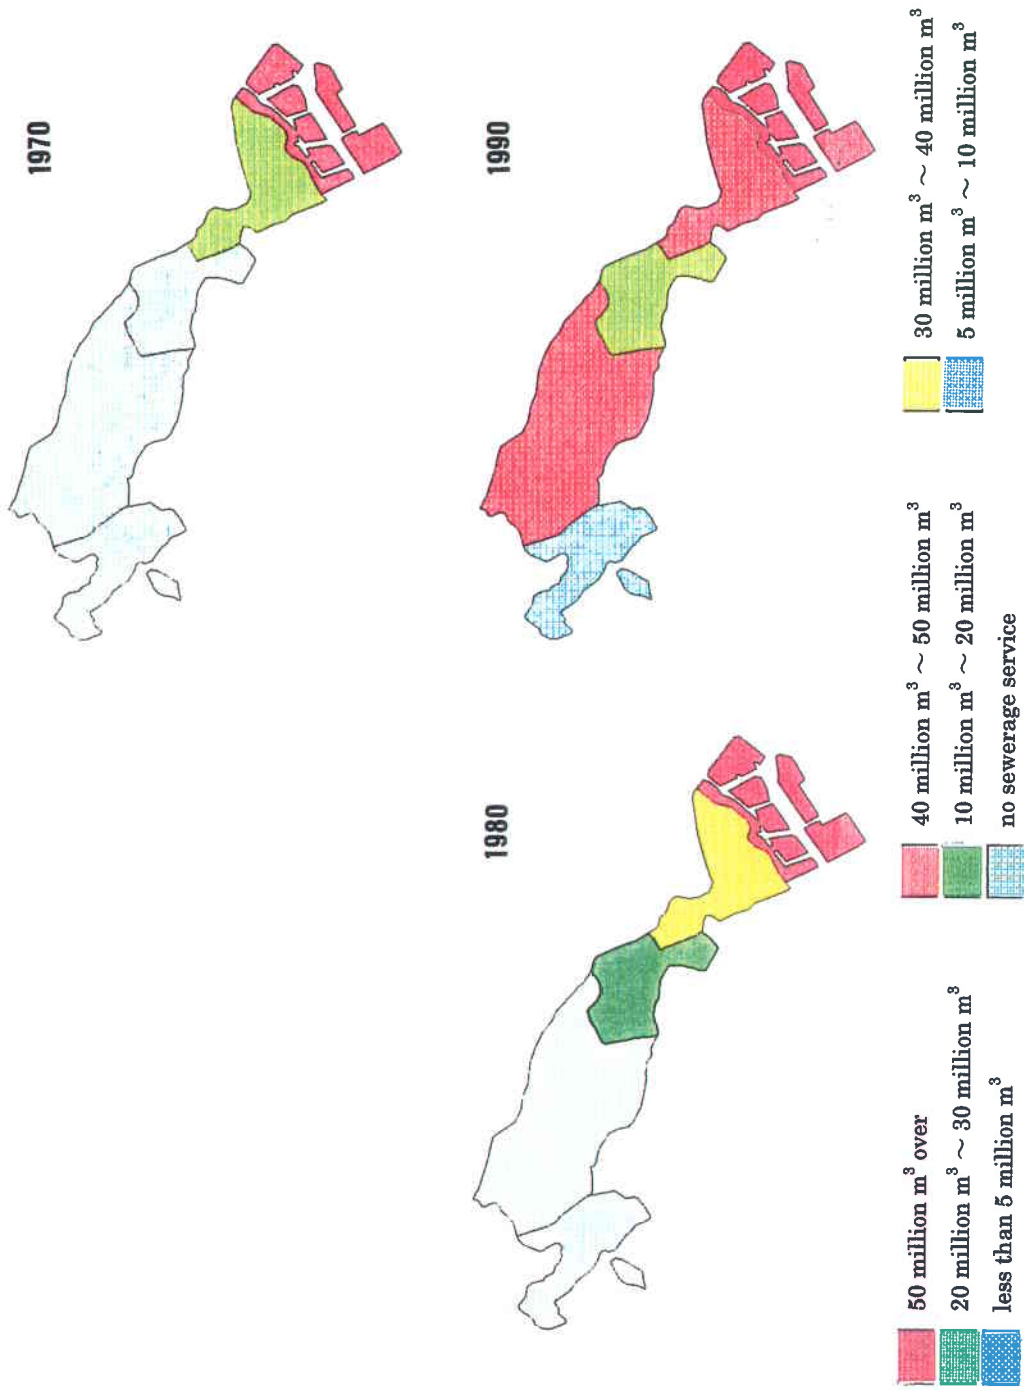 1970
1980
1990
50 million m³ over
40 million m³ ~ 50 million m³
30 million m³ ~ 40 million m³
20 million m³ ~ 30 million m³
10 million m³ ~ 20 million m³
5 million m³ ~ 10 million m³
less than 5 million m³
no sewerage service